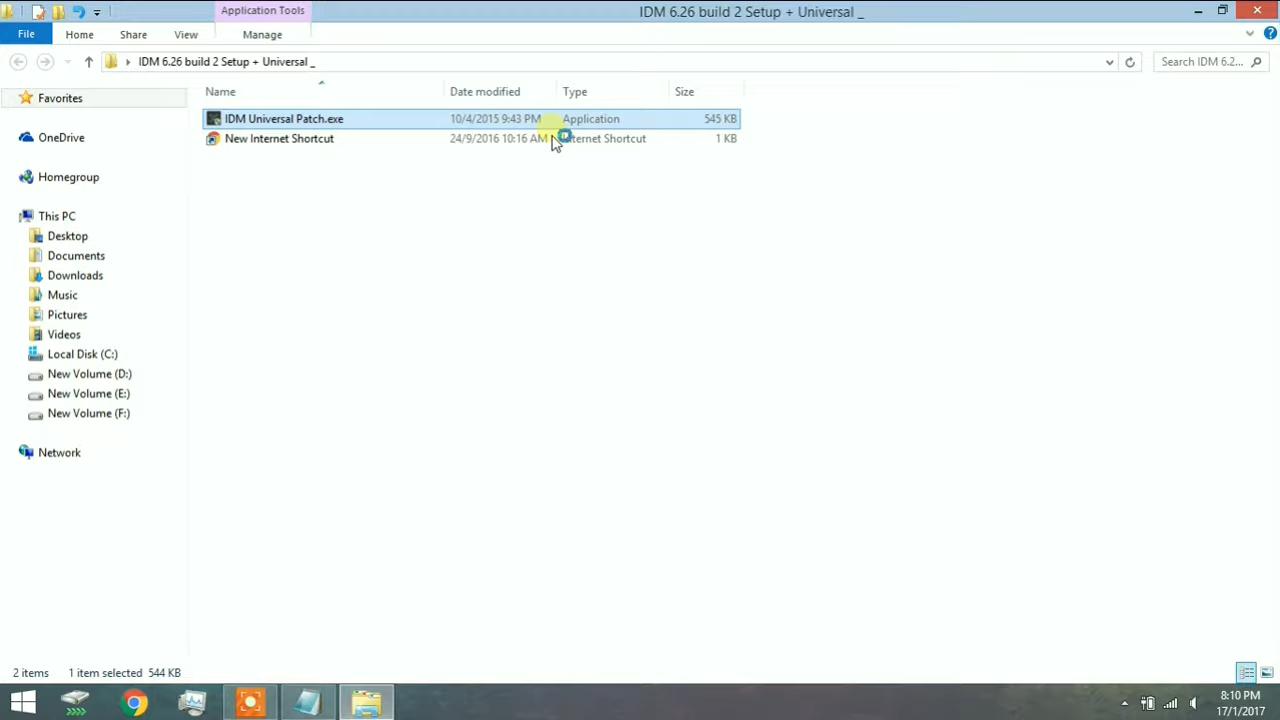 Application Tools
IDM 6.26 build 2 Setup + Universal _
File
Home
Share
View
Manage
IDM 6.26 build 2 Setup + Universal _
Search IDM 6.2...
Name
Date modified
Type
Size
Favorites
IDM Universal Patch.exe
10/4/2015 9:43 PM
Application
545 KB
New Internet Shortcut
24/9/2016 10:16 AM
Internet Shortcut
1 KB
OneDrive
Homegroup
This PC
Desktop
Documents
Downloads
Music
Pictures
Videos
Local Disk (C:)
New Volume (D:)
New Volume (E:)
New Volume (F:)
Network
2 items
1 item selected 544 KB
8:10 PM
17/1/2017